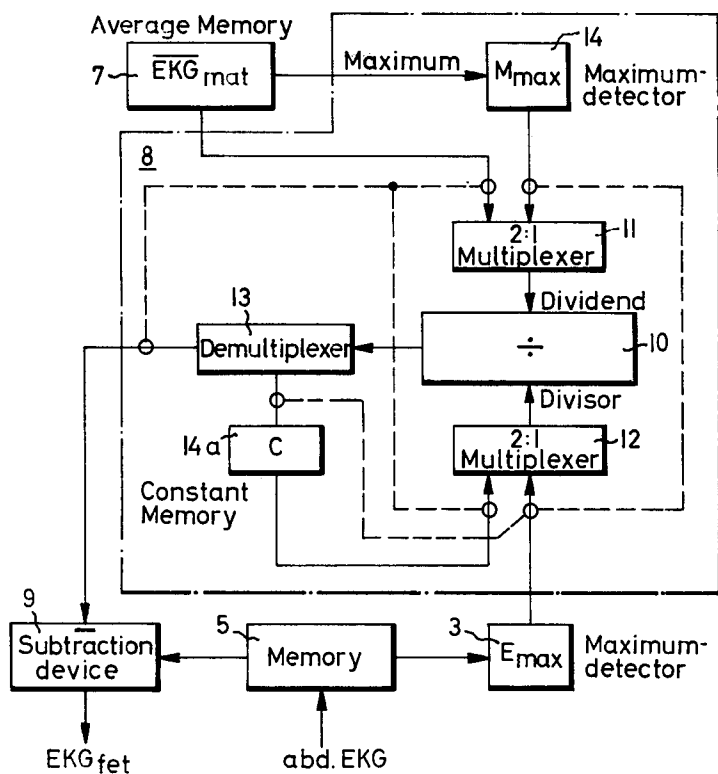 Average Memory
7
EKG mat
Maximum
14
M max
Maximum-
detector
8
2:1
Multiplexer
11
Dividend
13
Demultiplexer
÷
10
Divisor
14a
C
2:1
Multiplexer
12
Constant
Memory
9
−
Subtraction
device
5
Memory
3
E max
Maximum-
detector
EKG fet
abd. EKG